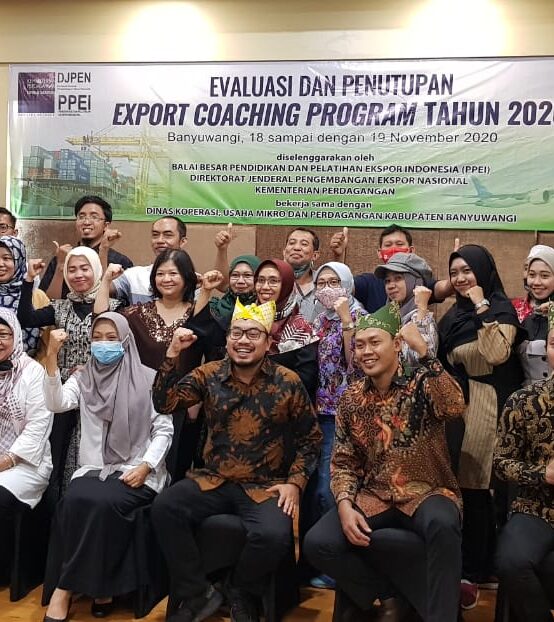 DJPEN
PPEI
EVALUASI DAN PENUTUPAN
EXPORT COACHING PROGRAM TAHUN 2020
Banyuwangi, 18 sampai dengan 19 November 2020
diselenggarakan oleh
BALAI BESAR PENDIDIKAN DAN PELATIHAN EKSPOR INDONESIA (PPEI)
DIREKTORAT JENDERAL PENGEMBANGAN EKSPOR NASIONAL
KEMENTERIAN PERDAGANGAN
bekerja sama dengan
DINAS KOPERASI, USAHA MIKRO DAN PERDAGANGAN KABUPATEN BANYUWANGI